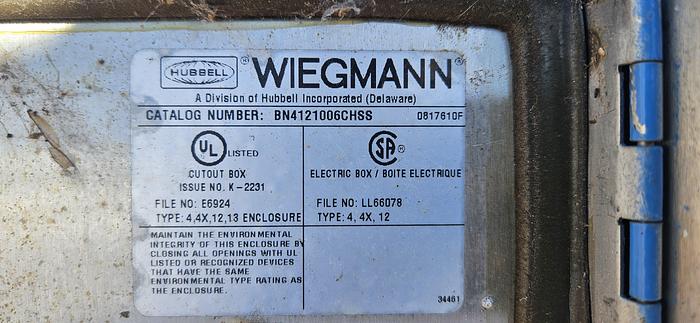 HUBBELL ® WIEGMANN®
A Division of Hubbell Incorporated (Delaware)
CATALOG NUMBER: BN4121006CHSS 0817610F
UL LISTED
CUTOUT BOX
ISSUE NO. K-2231
FILE NO: E6924
TYPE: 4,4X,12,13 ENCLOSURE
SA ®
ELECTRIC BOX / BOITE ELECTRIQUE
FILE NO: LL66078
TYPE: 4, 4X, 12
MAINTAIN THE ENVIRONMENTAL
INTEGRITY OF THIS ENCLOSURE BY
CLOSING ALL OPENINGS WITH UL
LISTED OR RECOGNIZED DEVICES
THAT HAVE THE SAME
ENVIRONMENTAL TYPE RATING AS
THE ENCLOSURE.
34461